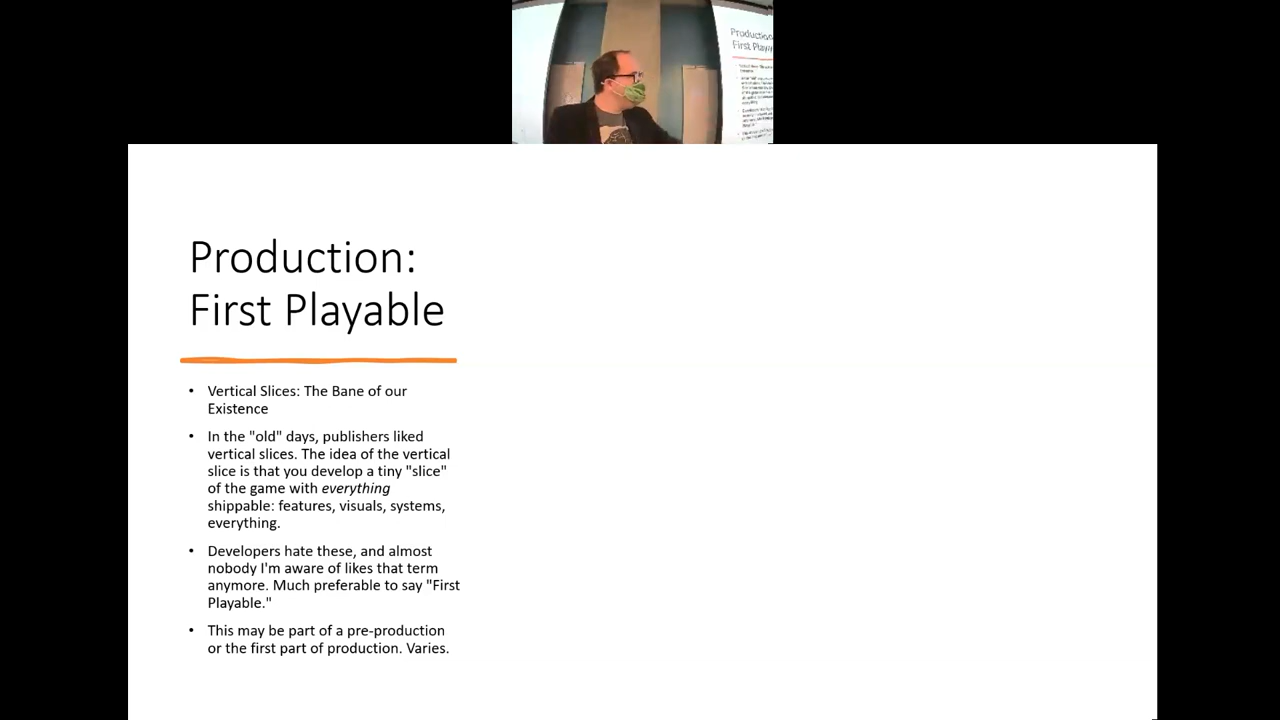 Production:
First Playable
Production:
First Playable
• Vertical Slices: The Bane of our
Existence
• In the "old" days, publishers liked
vertical slices. The idea of the vertical
slice is that you develop a tiny "slice"
of the game with everything
shippable: features, visuals, systems,
everything.
• Developers hate these, and almost
nobody I'm aware of likes that term
anymore. Much preferable to say "First
Playable."
• This may be part of a pre-production
or the first part of production. Varies.